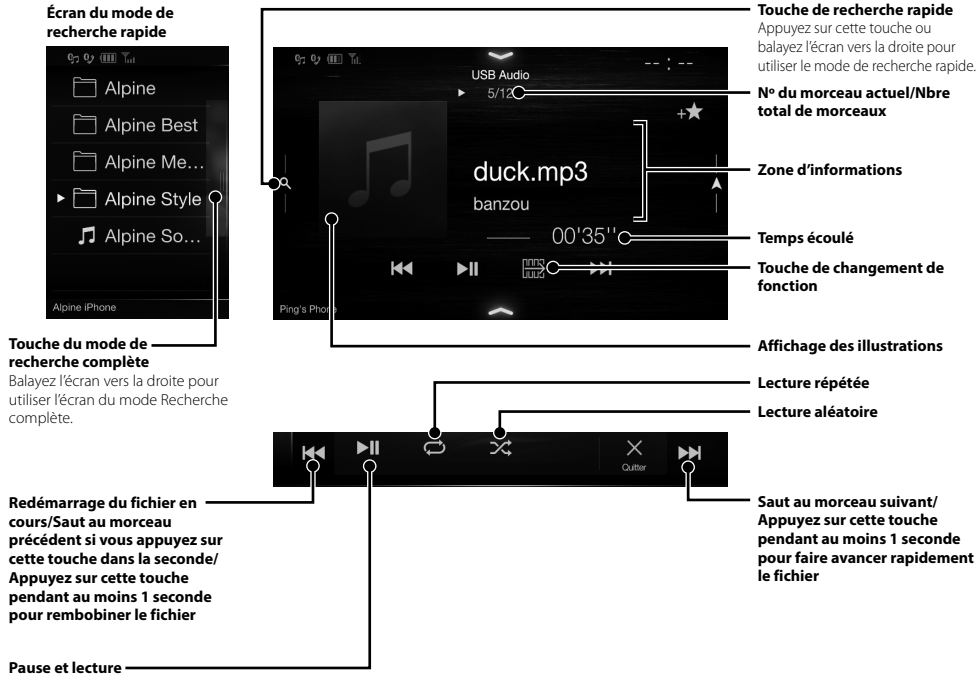 Écran du mode de
recherche rapide
Alpine
Alpine Best
Alpine Me...
Alpine Style
Alpine So...
Alpine iPhone
Touche du mode de
recherche complète
Balayez l'écran vers la droite pour
utiliser l'écran du mode Recherche
complète.
USB Audio
5/12
-- : --
duck.mp3
banzou
00'35''
Ping's Phone
Touche de recherche rapide
Appuyez sur cette touche ou
balayez l'écran vers la droite pour
utiliser le mode de recherche rapide.
Nº du morceau actuel/Nbre
total de morceaux
Zone d'informations
Temps écoulé
Touche de changement de
fonction
Affichage des illustrations
Lecture répétée
Lecture aléatoire
Quitter
Redémarrage du fichier en
cours/Saut au morceau
précédent si vous appuyez sur
cette touche dans la seconde/
Appuyez sur cette touche
pendant au moins 1 seconde
pour rembobiner le fichier
Saut au morceau suivant/
Appuyez sur cette touche
pendant au moins 1 seconde
pour faire avancer rapidement
le fichier
Pause et lecture